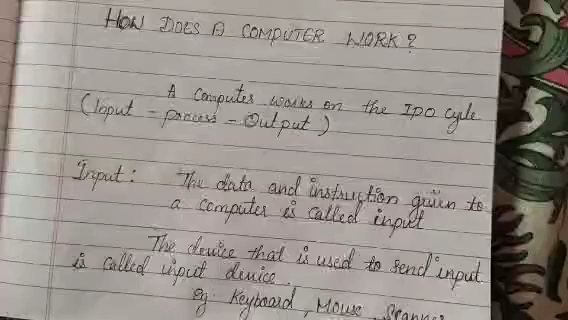 HOW DOES A COMPUTER WORK?
A Computer works on the IPO cycle
(Input - process - Output)
Input: The data and instruction given to
a computer is called input
The device that is used to send input
is called input device.
Eg. Keyboard, Mouse, Scanner